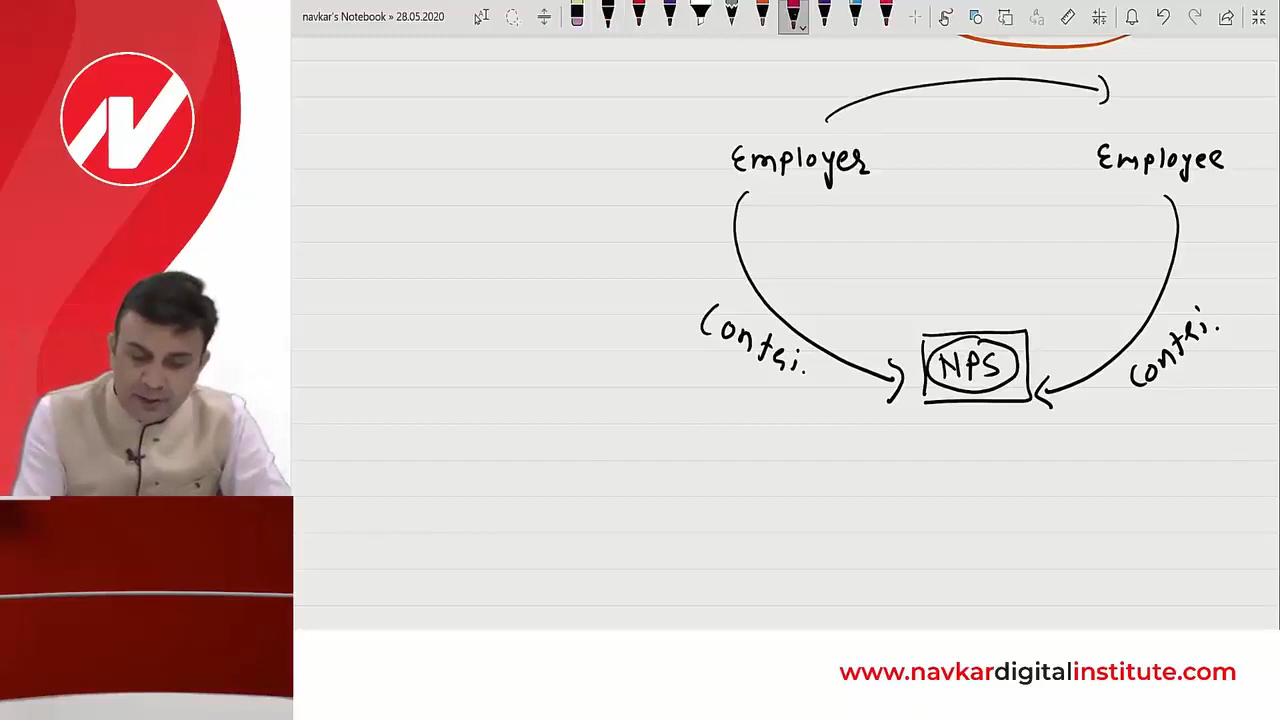 navkar's Notebook » 28.05.2020
Employer Employee
Contri. Contri.
NPS
www.navkardigitalinstitute.com